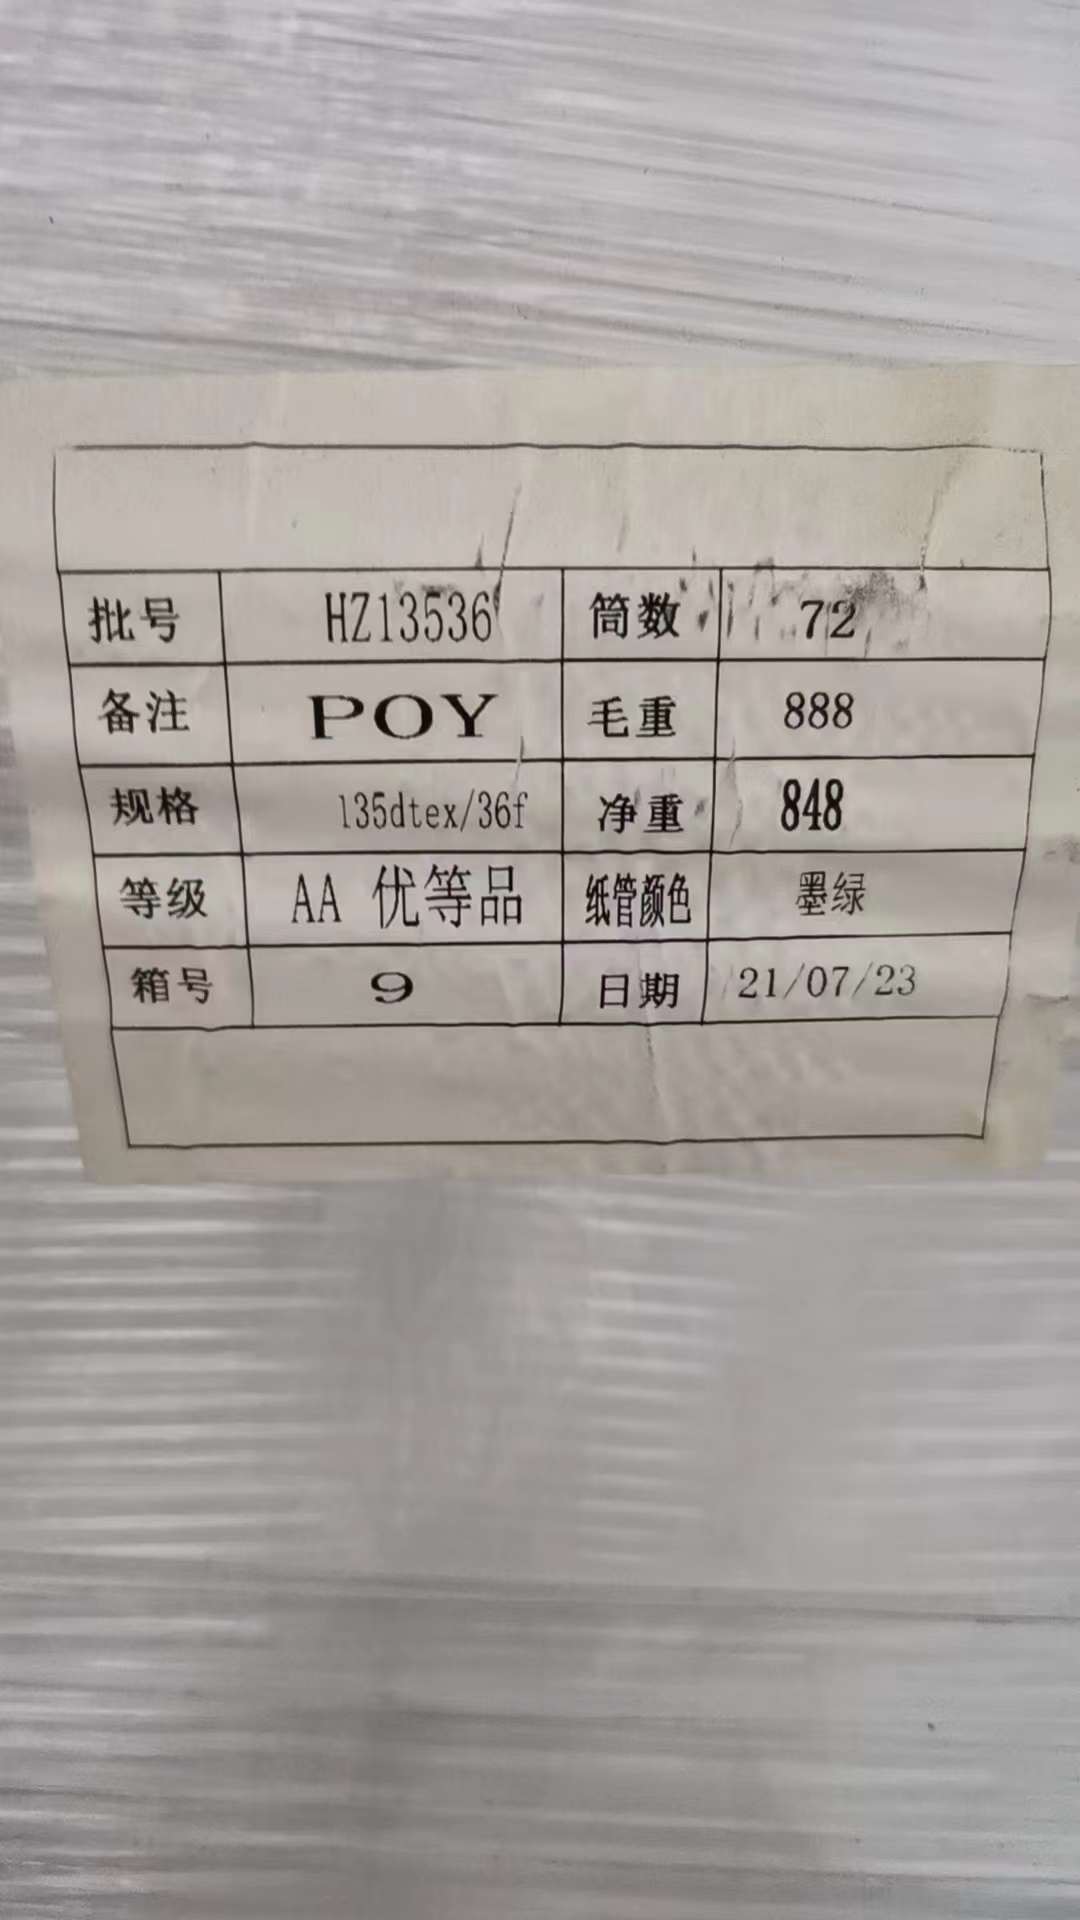 批号 HZ13536 筒数 72
备注 POY 毛重 888
规格 135dtex/36f 净重 848
等级 AA 优等品 纸管颜色 墨绿
箱号 9 日期 21/07/23